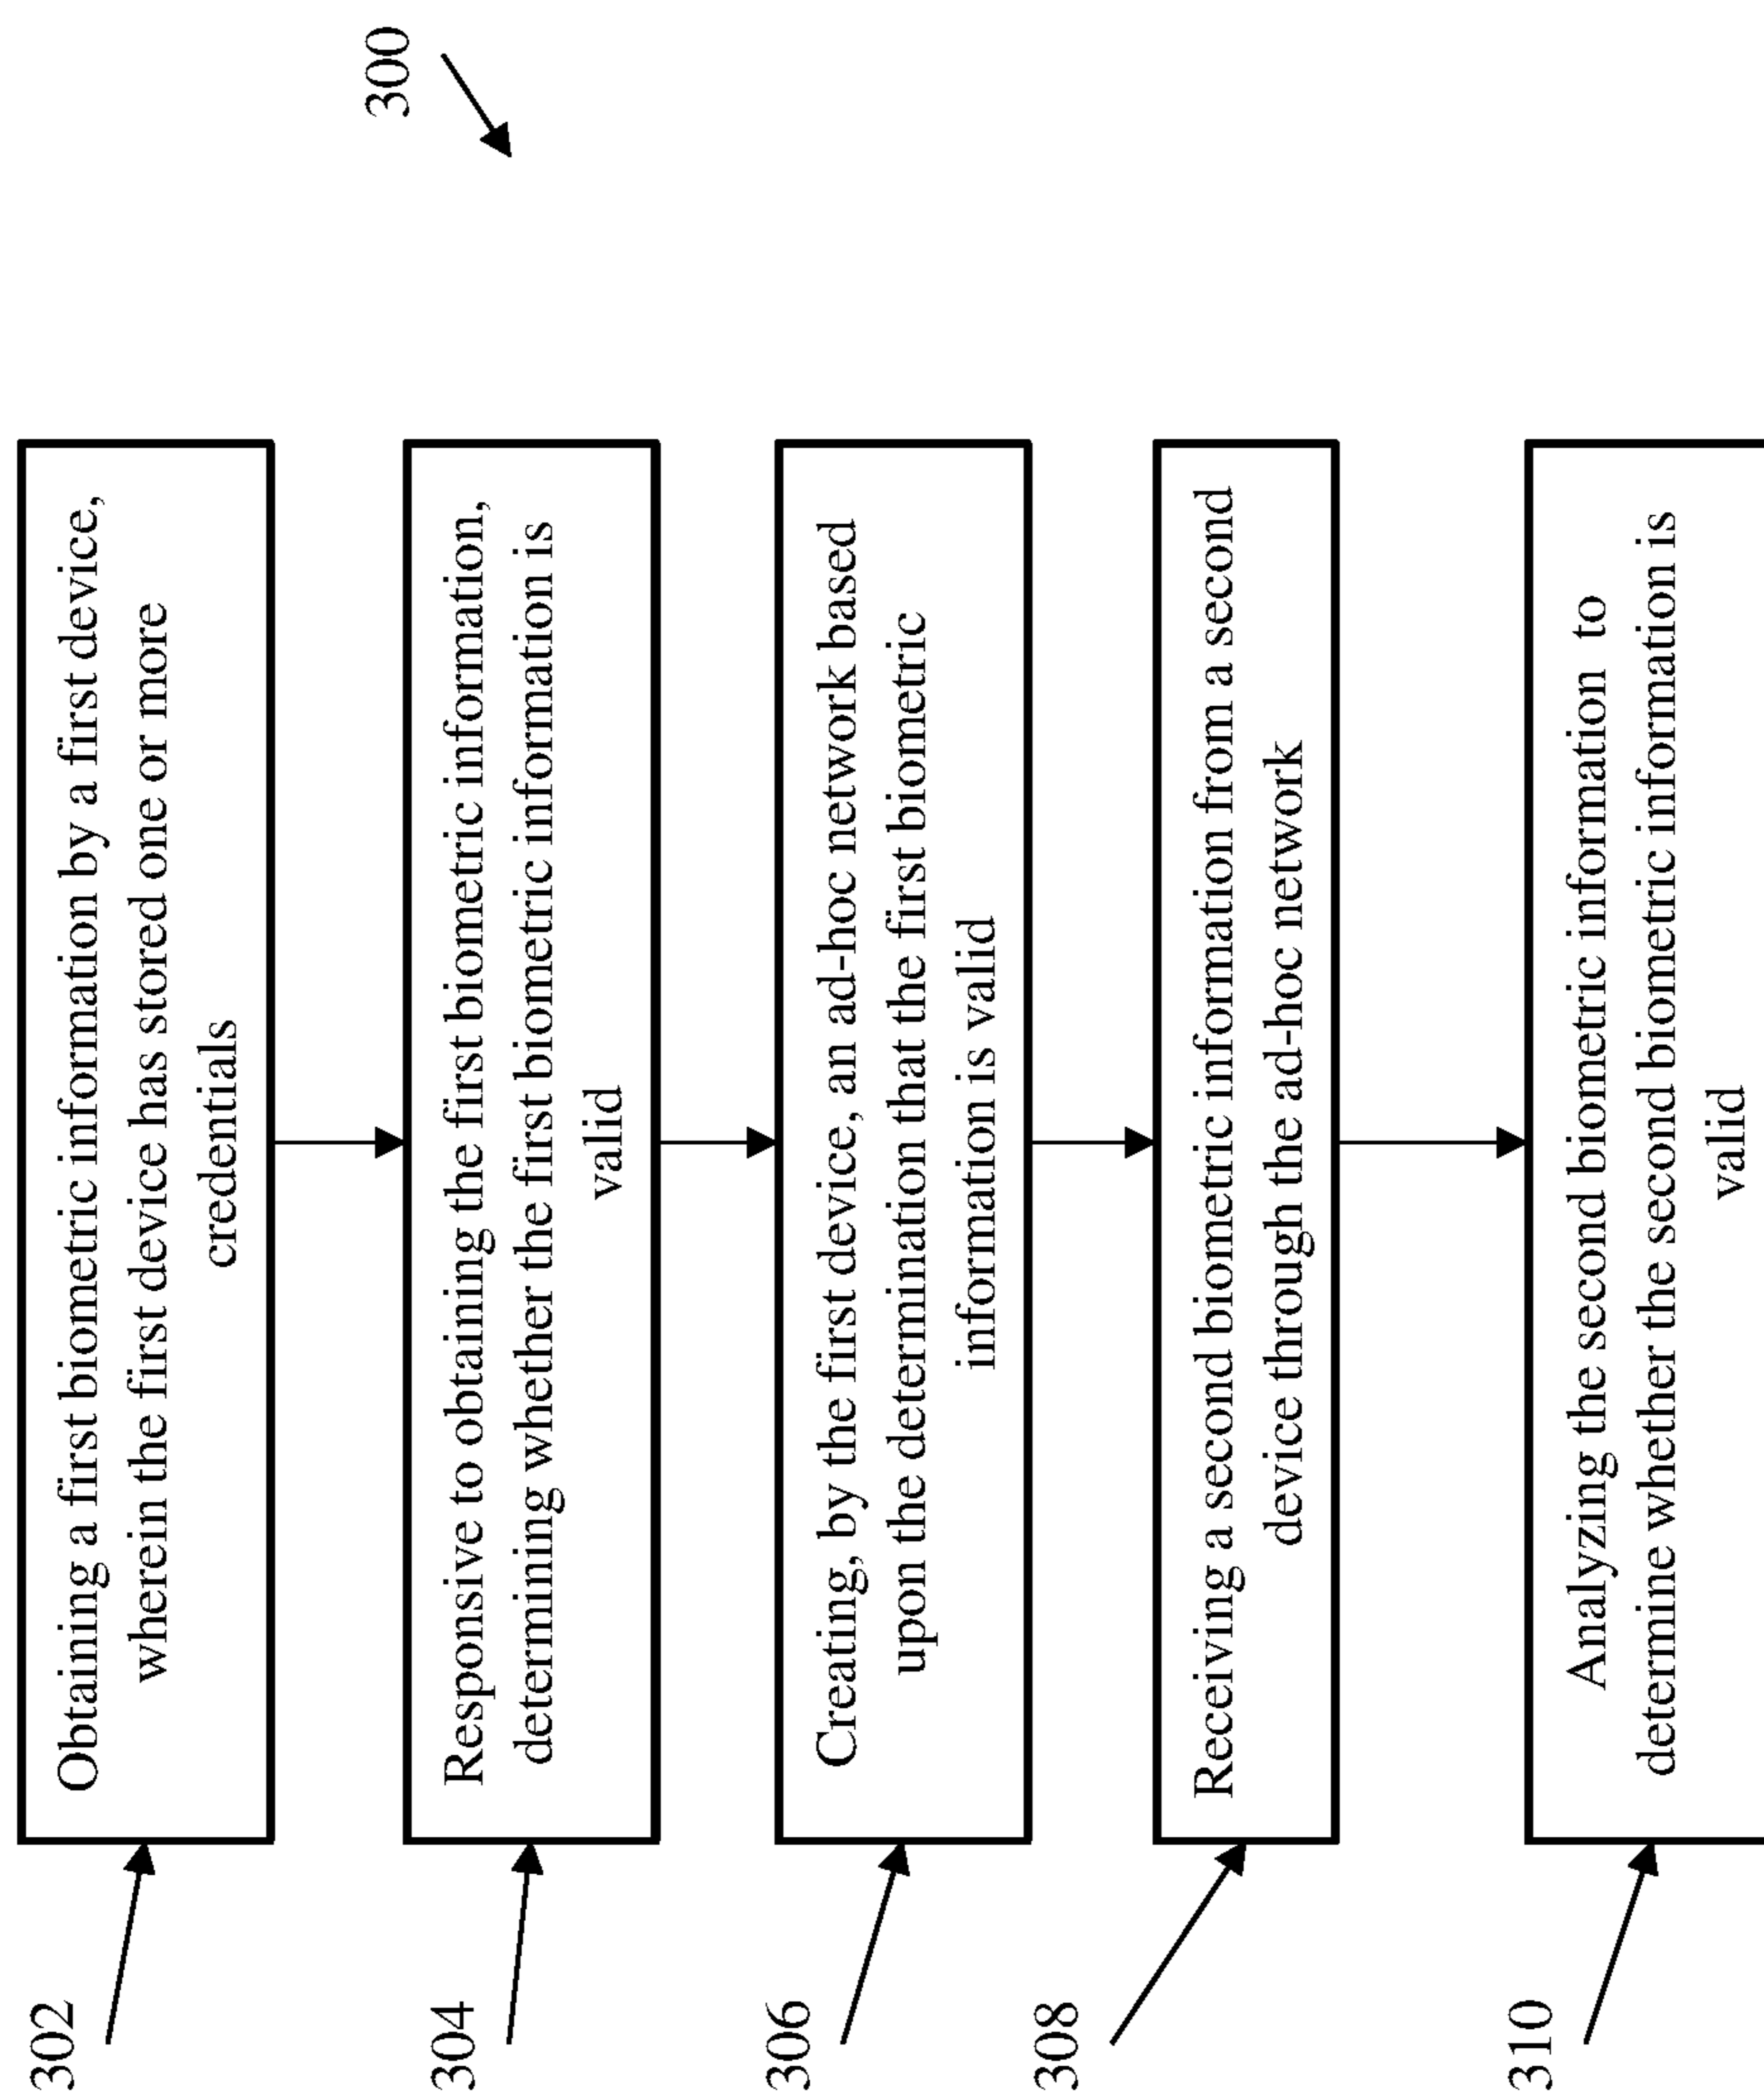 300
302
Obtaining a first biometric information by a first device,
wherein the first device has stored one or more
credentials
304
Responsive to obtaining the first biometric information,
determining whether the first biometric information is
valid
306
Creating, by the first device, an ad-hoc network based
upon the determination that the first biometric
information is valid
308
Receiving a second biometric information from a second
device through the ad-hoc network
310
Analyzing the second biometric information to
determine whether the second biometric information is
valid